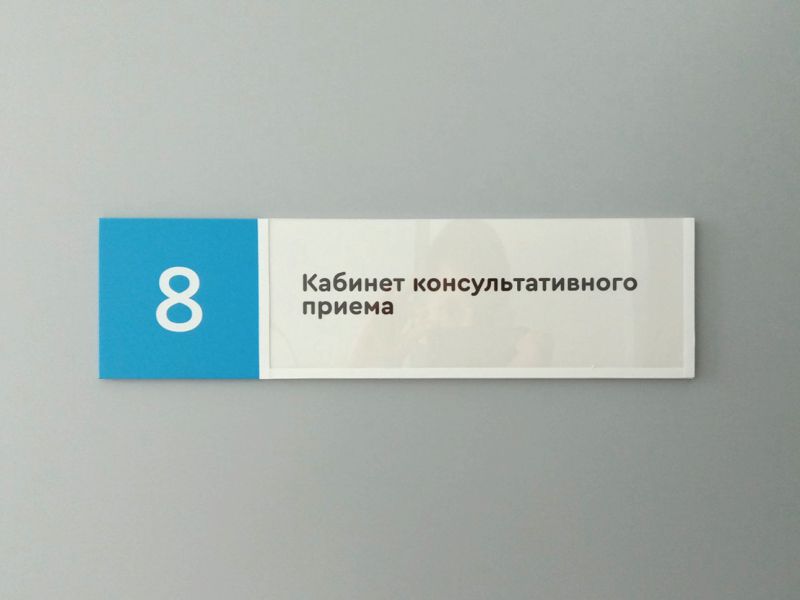 8
Кабинет консультативного
приема